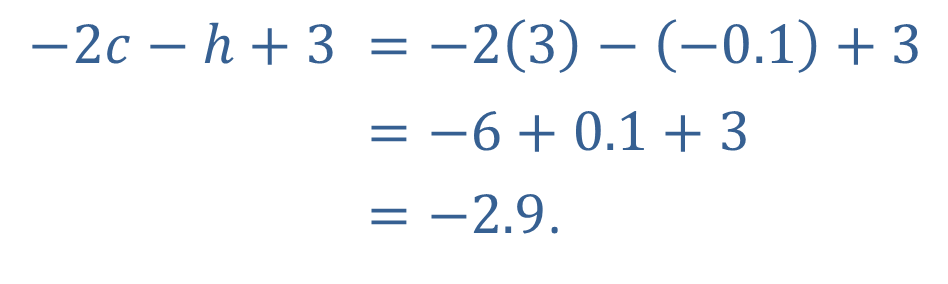 −2c − h + 3 = −2(3) − (−0.1) + 3
= −6 + 0.1 + 3
= −2.9.